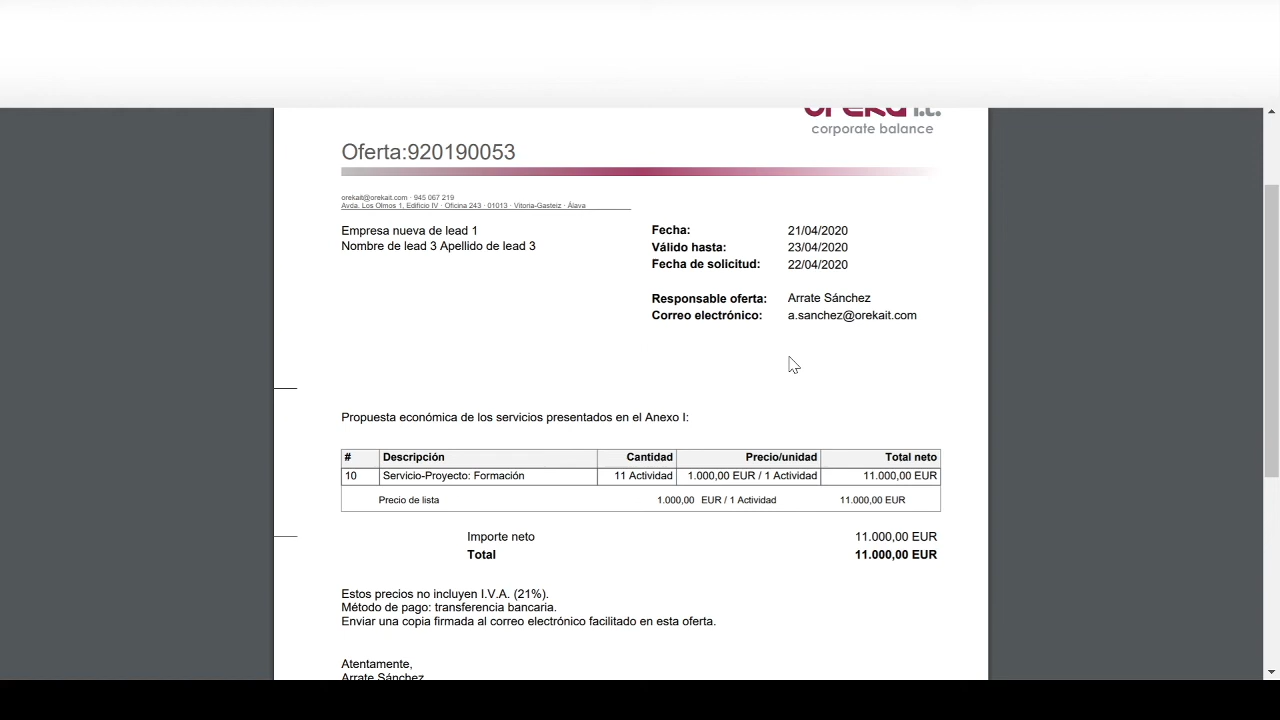 oreka i.t.
corporate balance
Oferta:920190053
orekait@orekait.com · 945 067 219
Avda. Los Olmos 1, Edificio IV · Oficina 243 · 01013 · Vitoria-Gasteiz · Álava
Empresa nueva de lead 1
Nombre de lead 3 Apellido de lead 3
Fecha: 21/04/2020
Válido hasta: 23/04/2020
Fecha de solicitud: 22/04/2020
Responsable oferta: Arrate Sánchez
Correo electrónico: a.sanchez@orekait.com
Propuesta económica de los servicios presentados en el Anexo I:
# Descripción Cantidad Precio/unidad Total neto
10 Servicio-Proyecto: Formación 11 Actividad 1.000,00 EUR / 1 Actividad 11.000,00 EUR
Precio de lista 1.000,00 EUR / 1 Actividad 11.000,00 EUR
Importe neto 11.000,00 EUR
Total 11.000,00 EUR
Estos precios no incluyen I.V.A. (21%).
Método de pago: transferencia bancaria.
Enviar una copia firmada al correo electrónico facilitado en esta oferta.
Atentamente,
Arrate Sánchez